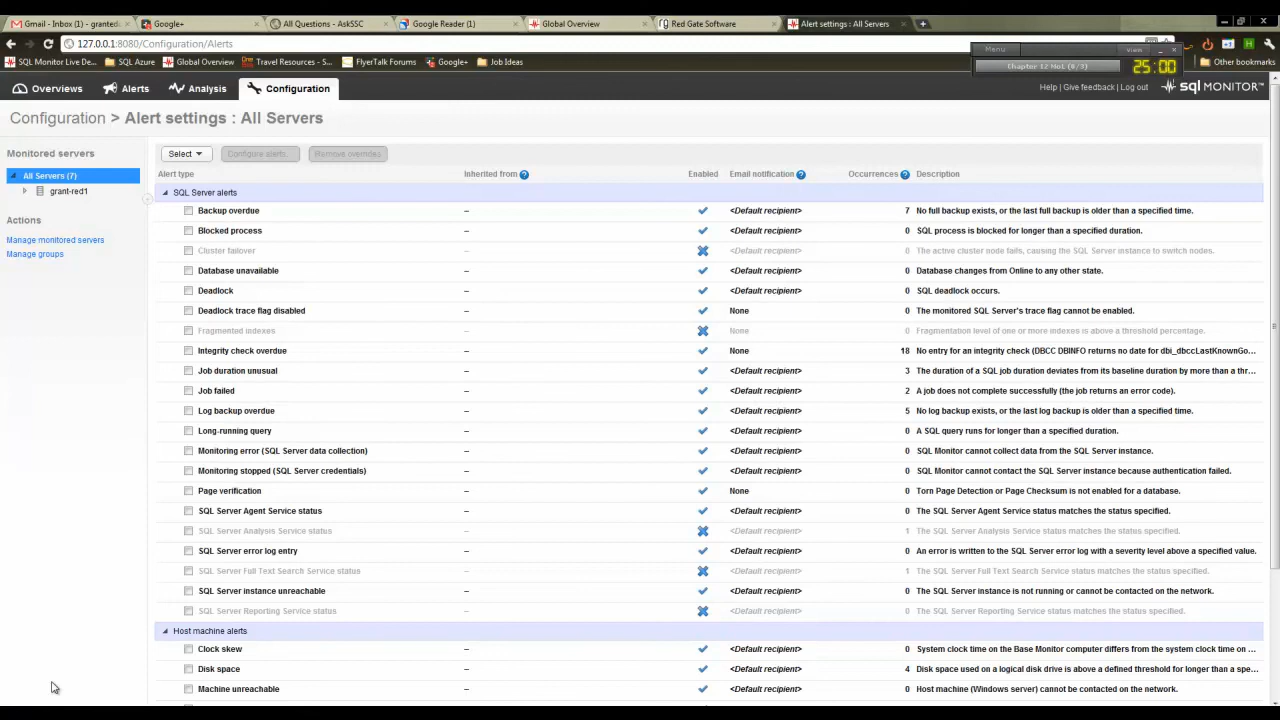 Gmail - Inbox (1) - granted
Google+
All Questions - AskSSC
Google Reader (1)
Global Overview
Red Gate Software
Alert settings : All Servers
127.0.0.1:8080/Configuration/Alerts
SQL Monitor Live De...
SQL Azure
Global Overview
Travel Resources - S...
FlyerTalk Forums
Google+
Job Ideas
Other bookmarks
Menu
View
Chapter 12 No1 (0/3)
25:00
Overviews
Alerts
Analysis
Configuration
Help | Give feedback | Log out
sqlMONITOR™
Configuration > Alert settings : All Servers
Monitored servers
All Servers (7)
grant-red1
Actions
Manage monitored servers
Manage groups
Select
Configure alerts...
Remove overrides
Alert type Inherited from ? Enabled Email notification ? Occurrences ? Description
SQL Server alerts
Backup overdue – <Default recipient> 7 No full backup exists, or the last full backup is older than a specified time.
Blocked process – <Default recipient> 0 SQL process is blocked for longer than a specified duration.
Cluster failover – <Default recipient> 0 The active cluster node fails, causing the SQL Server instance to switch nodes.
Database unavailable – <Default recipient> 0 Database changes from Online to any other state.
Deadlock – <Default recipient> 0 SQL deadlock occurs.
Deadlock trace flag disabled – None 0 The monitored SQL Server's trace flag cannot be enabled.
Fragmented indexes – None 0 Fragmentation level of one or more indexes is above a threshold percentage.
Integrity check overdue – None 18 No entry for an integrity check (DBCC DBINFO returns no date for dbi_dbccLastKnownGo...
Job duration unusual – <Default recipient> 3 The duration of a SQL job duration deviates from its baseline duration by more than a thr...
Job failed – <Default recipient> 2 A job does not complete successfully (the job returns an error code).
Log backup overdue – <Default recipient> 5 No log backup exists, or the last log backup is older than a specified time.
Long-running query – <Default recipient> 0 A SQL query runs for longer than a specified duration.
Monitoring error (SQL Server data collection) – <Default recipient> 0 SQL Monitor cannot collect data from the SQL Server instance.
Monitoring stopped (SQL Server credentials) – <Default recipient> 0 SQL Monitor cannot contact the SQL Server instance because authentication failed.
Page verification – None 0 Torn Page Detection or Page Checksum is not enabled for a database.
SQL Server Agent Service status – <Default recipient> 0 The SQL Server Agent Service status matches the status specified.
SQL Server Analysis Service status – <Default recipient> 1 The SQL Server Analysis Service status matches the status specified.
SQL Server error log entry – <Default recipient> 0 An error is written to the SQL Server error log with a severity level above a specified value.
SQL Server Full Text Search Service status – <Default recipient> 1 The SQL Server Full Text Search Service status matches the status specified.
SQL Server instance unreachable – <Default recipient> 0 The SQL Server instance is not running or cannot be contacted on the network.
SQL Server Reporting Service status – <Default recipient> 0 The SQL Server Reporting Service status matches the status specified.
Host machine alerts
Clock skew – <Default recipient> 0 System clock time on the Base Monitor computer differs from the system clock time on ...
Disk space – <Default recipient> 4 Disk space used on a logical disk drive is above a defined threshold for longer than a spe...
Machine unreachable – <Default recipient> 0 Host machine (Windows server) cannot be contacted on the network.